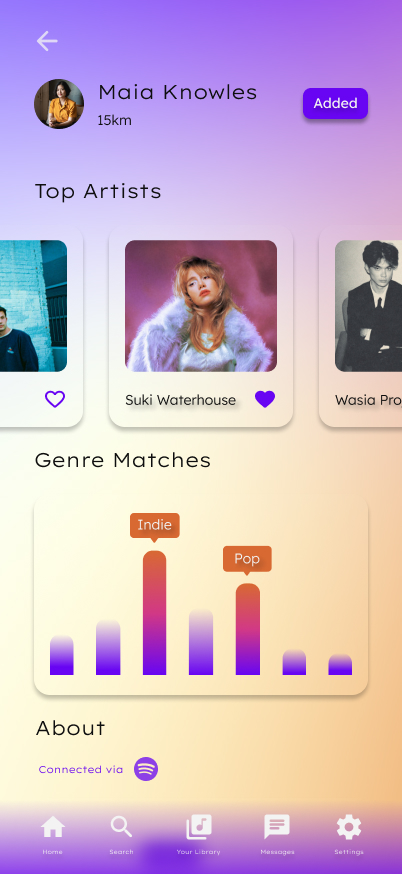 Maia Knowles
15km
Added
Top Artists
Suki Waterhouse
Wasia Pro
Genre Matches
Indie
Pop
About
Connected via
Home
Search
Your Library
Messages
Settings